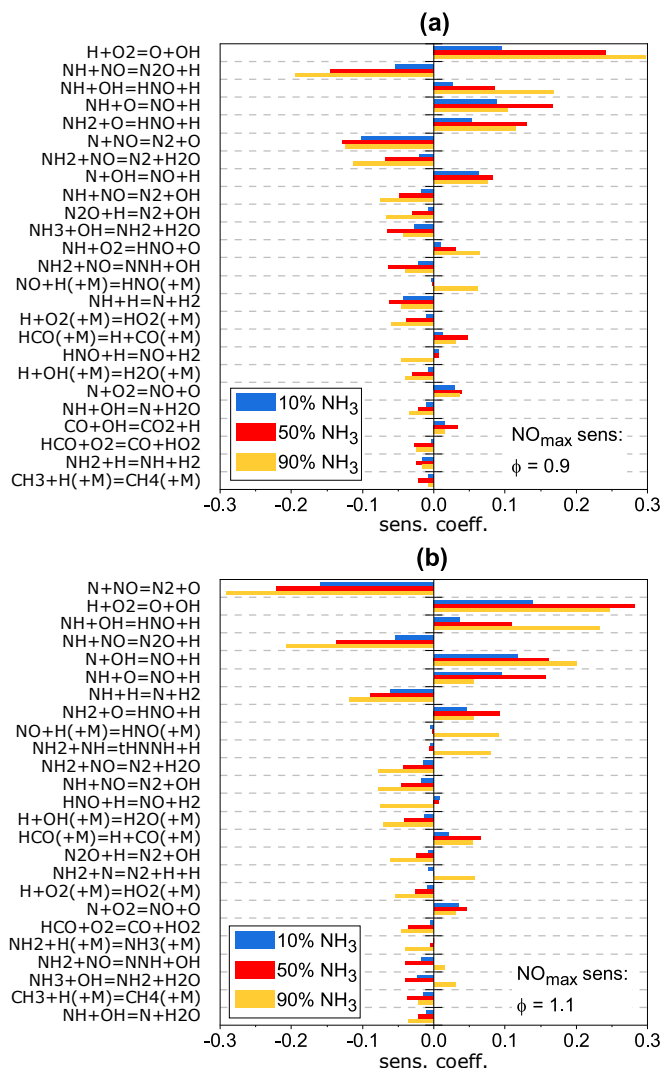 (a)
H+O2=O+OH
NH+NO=N2O+H
NH+OH=HNO+H
NH+O=NO+H
NH2+O=HNO+H
N+NO=N2+O
NH2+NO=N2+H2O
N+OH=NO+H
NH+NO=N2+OH
N2O+H=N2+OH
NH3+OH=NH2+H2O
NH+O2=HNO+O
NH2+NO=NNH+OH
NO+H(+M)=HNO(+M)
NH+H=N+H2
H+O2(+M)=HO2(+M)
HCO(+M)=H+CO(+M)
HNO+H=NO+H2
H+OH(+M)=H2O(+M)
N+O2=NO+O
NH+OH=N+H2O
CO+OH=CO2+H
HCO+O2=CO+HO2
NH2+H=NH+H2
CH3+H(+M)=CH4(+M)
10% NH3
50% NH3
90% NH3
NOmax sens:
ϕ = 0.9
-0.3 -0.2 -0.1 0.0 0.1 0.2 0.3
sens. coeff.
(b)
N+NO=N2+O
H+O2=O+OH
NH+OH=HNO+H
NH+NO=N2O+H
N+OH=NO+H
NH+O=NO+H
NH+H=N+H2
NH2+O=HNO+H
NO+H(+M)=HNO(+M)
NH2+NH=tHNNH+H
NH2+NO=N2+H2O
NH+NO=N2+OH
HNO+H=NO+H2
H+OH(+M)=H2O(+M)
HCO(+M)=H+CO(+M)
N2O+H=N2+OH
NH2+N=N2+H+H
H+O2(+M)=HO2(+M)
N+O2=NO+O
HCO+O2=CO+HO2
NH2+H(+M)=NH3(+M)
NH2+NO=NNH+OH
NH3+OH=NH2+H2O
CH3+H(+M)=CH4(+M)
NH+OH=N+H2O
10% NH3
50% NH3
90% NH3
NOmax sens:
ϕ = 1.1
-0.3 -0.2 -0.1 0.0 0.1 0.2 0.3
sens. coeff.